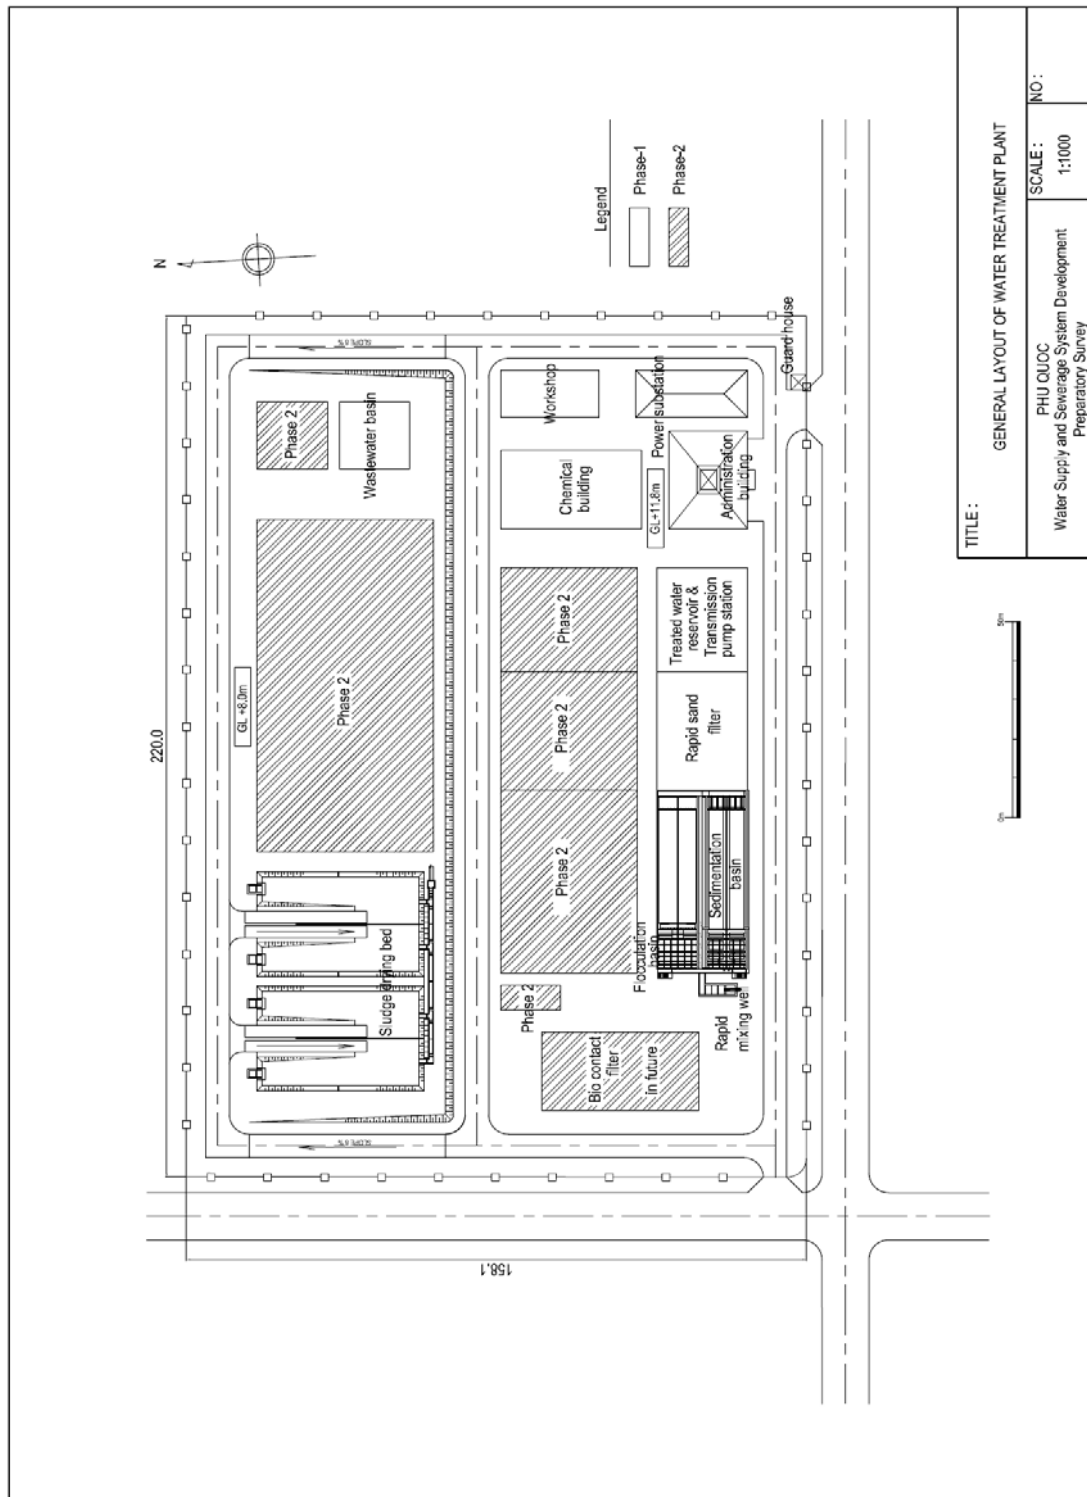 N
Legend
Phase-1
Phase-2
220.0
158.1
SLOPE 8%
Phase 2
Wastewater basin
GL +8.0m
Phase 2
Sludge drying bed
SLOPE 8%
Workshop
Power substation
Guard house
Chemical
building
GL+11.8m
Administration
building
Phase 2
Phase 2
Phase 2
Phase 2
Treated water
reservoir &
Transmission
pump station
Rapid sand
filter
Sedimentation
basin
Flocculation
basin
Rapid
mixing well
Bio contact
filter
in future
0m
50m
TITLE :
GENERAL LAYOUT OF WATER TREATMENT PLANT
PHU QUOC
Water Supply and Sewerage System Development
Preparatory Survey
SCALE :
1:1000
NO :